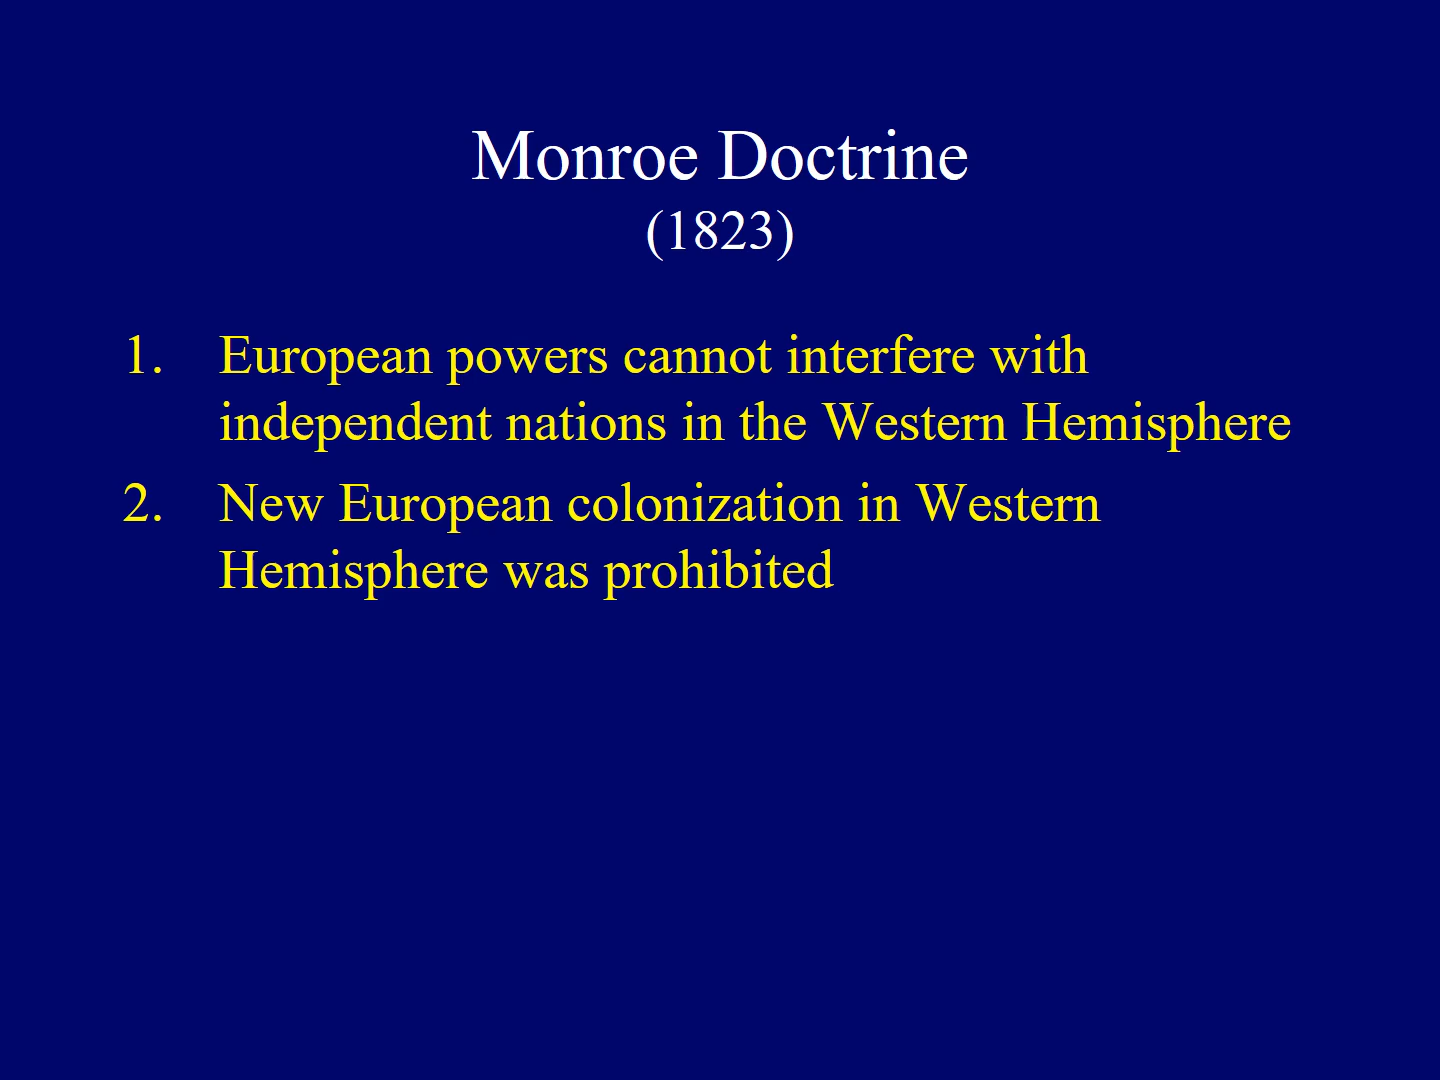 Monroe Doctrine
(1823)
1. European powers cannot interfere with
independent nations in the Western Hemisphere
2. New European colonization in Western
Hemisphere was prohibited